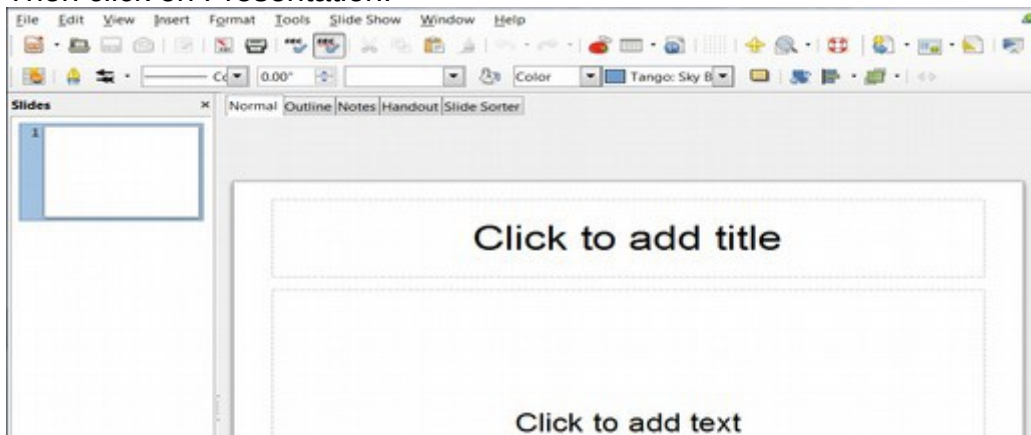 Then click on Presentation.
File Edit View Insert Format Tools Slide Show Window Help
0.00" Color Tango: Sky B
Slides Normal Outline Notes Handout Slide Sorter
1
Click to add title
Click to add text